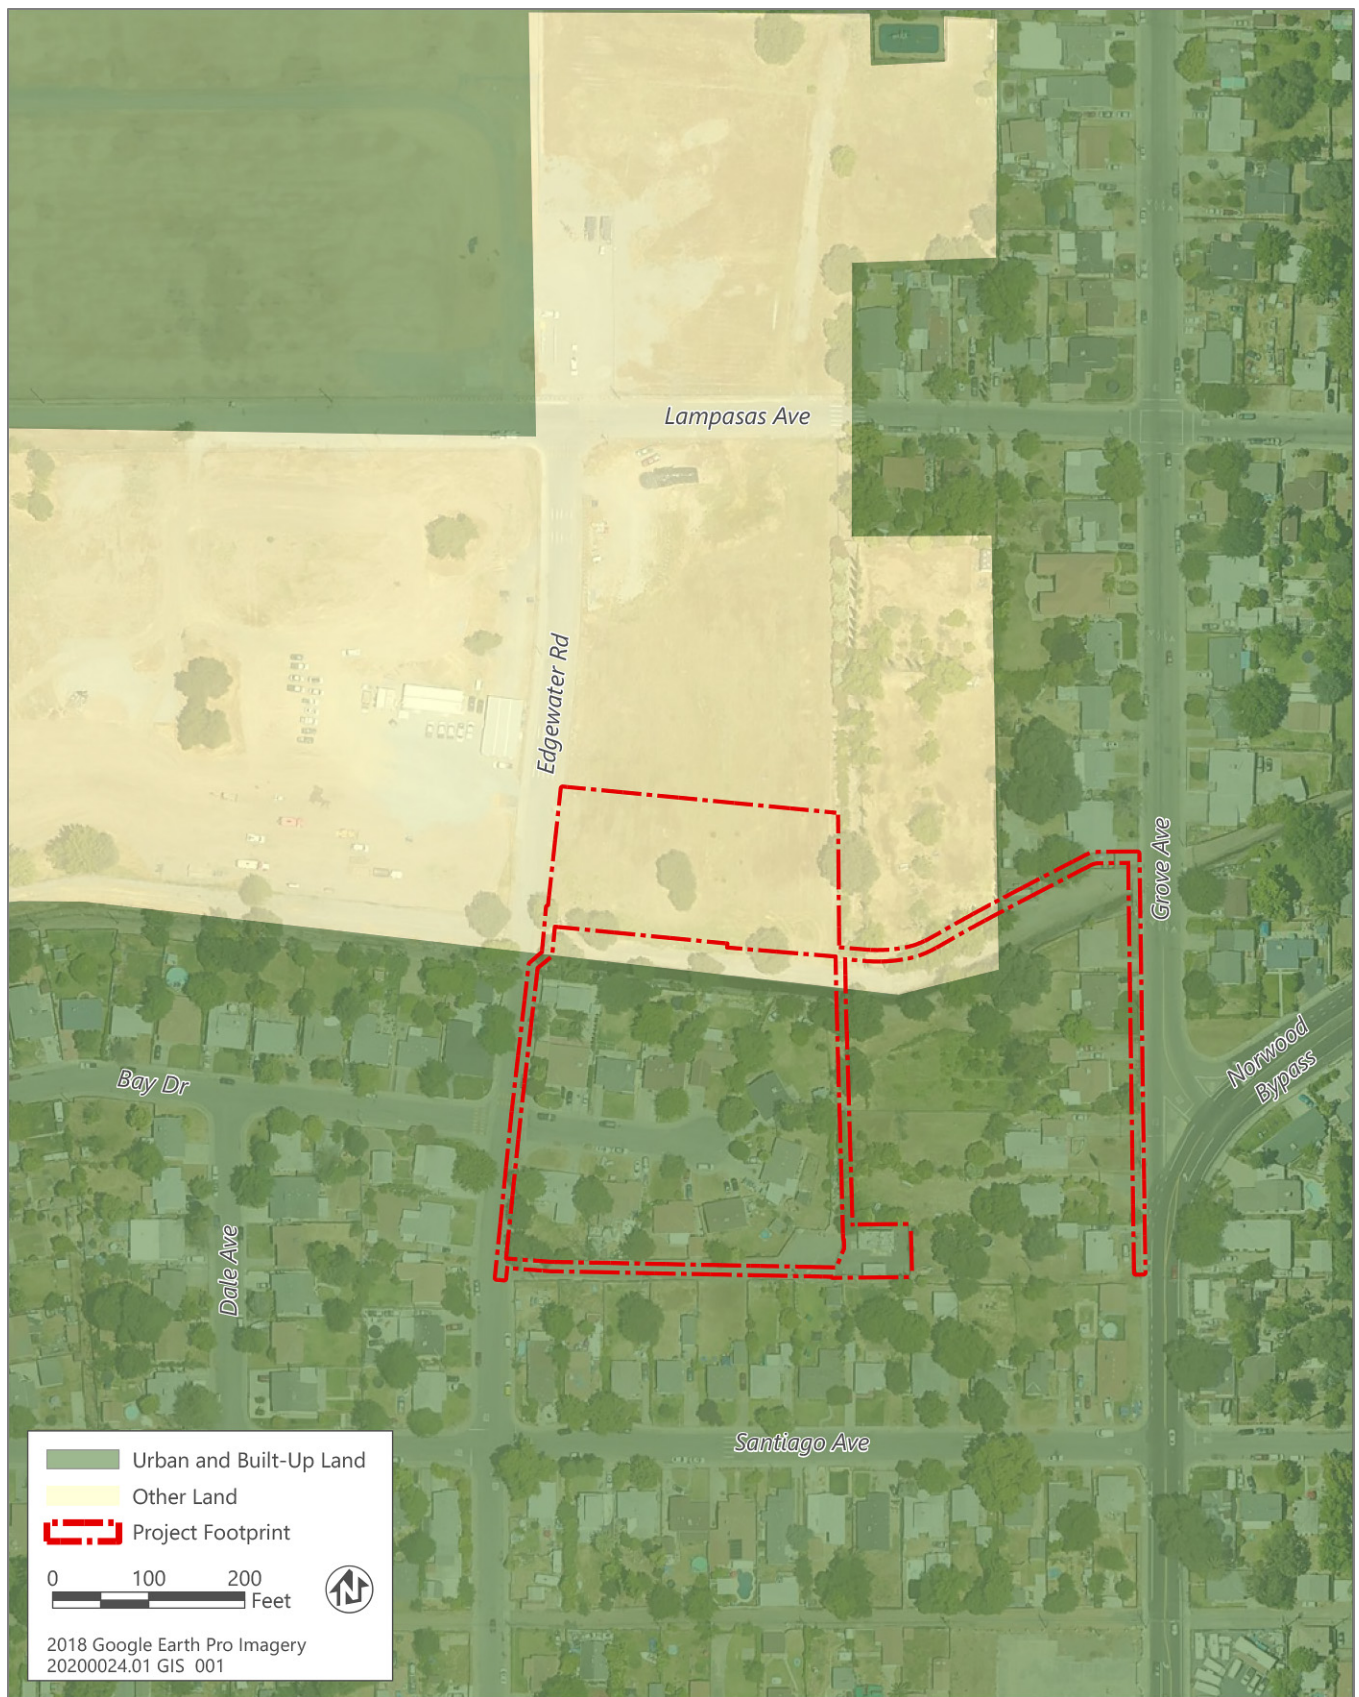 Lampasas Ave
Edgewater Rd
Grove Ave
Norwood
Bypass
Bay Dr
Dale Ave
Santiago Ave
Urban and Built-Up Land
Other Land
Project Footprint
0 100 200
Feet
N
2018 Google Earth Pro Imagery
20200024.01 GIS 001